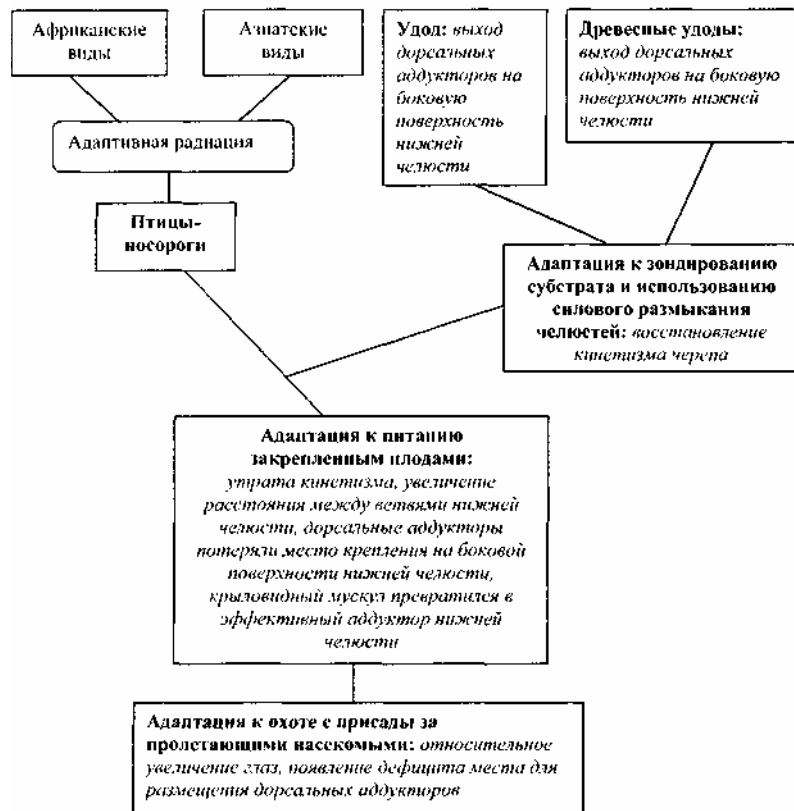 Африканские
виды
Азиатские
виды
Удод: выход
дорсальных
аддукторов на
боковую
поверхность
нижней
челюсти
Древесные удоды:
выход дорсальных
аддукторов на боковую
поверхность нижней
челюсти
Адаптивная радиация
Птицы-
носороги
Адаптация к зондированию
субстрата и использованию
силового размыкания
челюстей: восстановление
кинетизма черепа
Адаптация к питанию
закрепленным плодами:
утрата кинетизма, увеличение
расстояния между ветвями нижней
челюсти, дорсальные аддукторы
потеряли место крепления на боковой
поверхности нижней челюсти,
крыловидный мускул превратился в
эффективный аддуктор нижней
челюсти
Адаптация к охоте с присады за
пролетающими насекомыми: относительное
увеличение глаз, появление дефицита места для
размещения дорсальных аддукторов